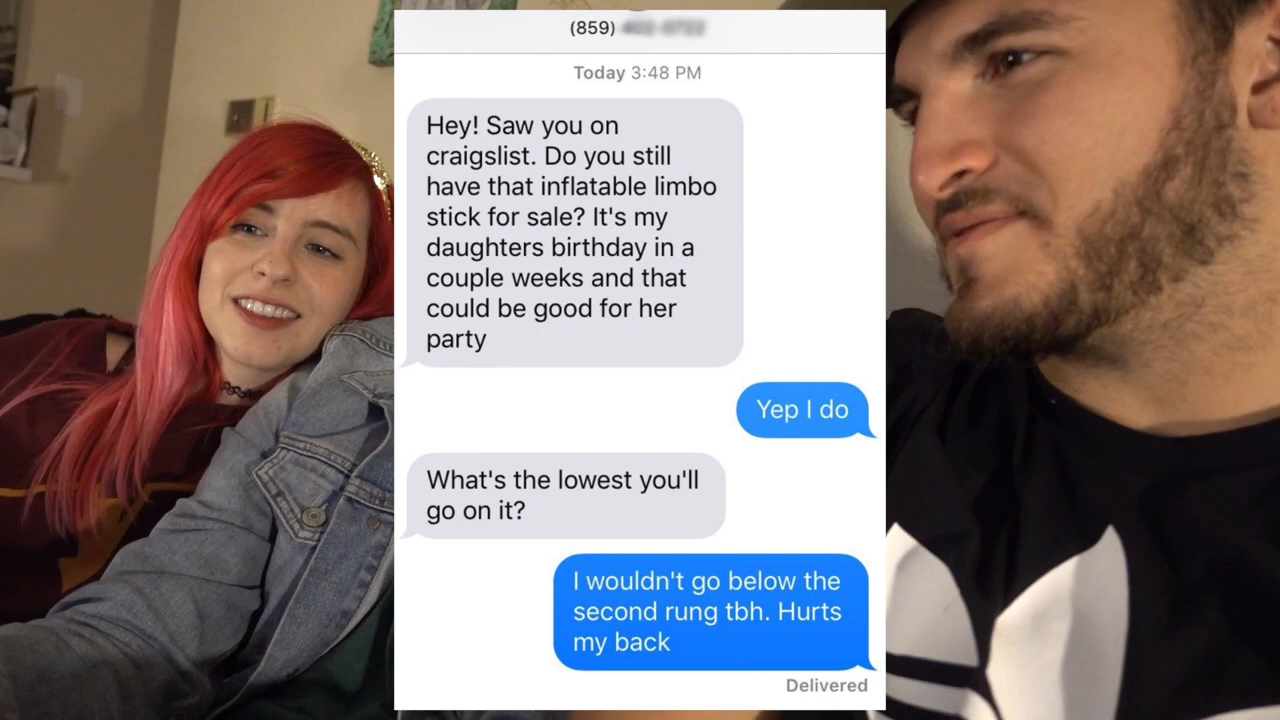 (859)
Today 3:48 PM
Hey! Saw you on
craigslist. Do you still
have that inflatable limbo
stick for sale? It's my
daughters birthday in a
couple weeks and that
could be good for her
party
Yep I do
What's the lowest you'll
go on it?
I wouldn't go below the
second rung tbh. Hurts
my back
Delivered